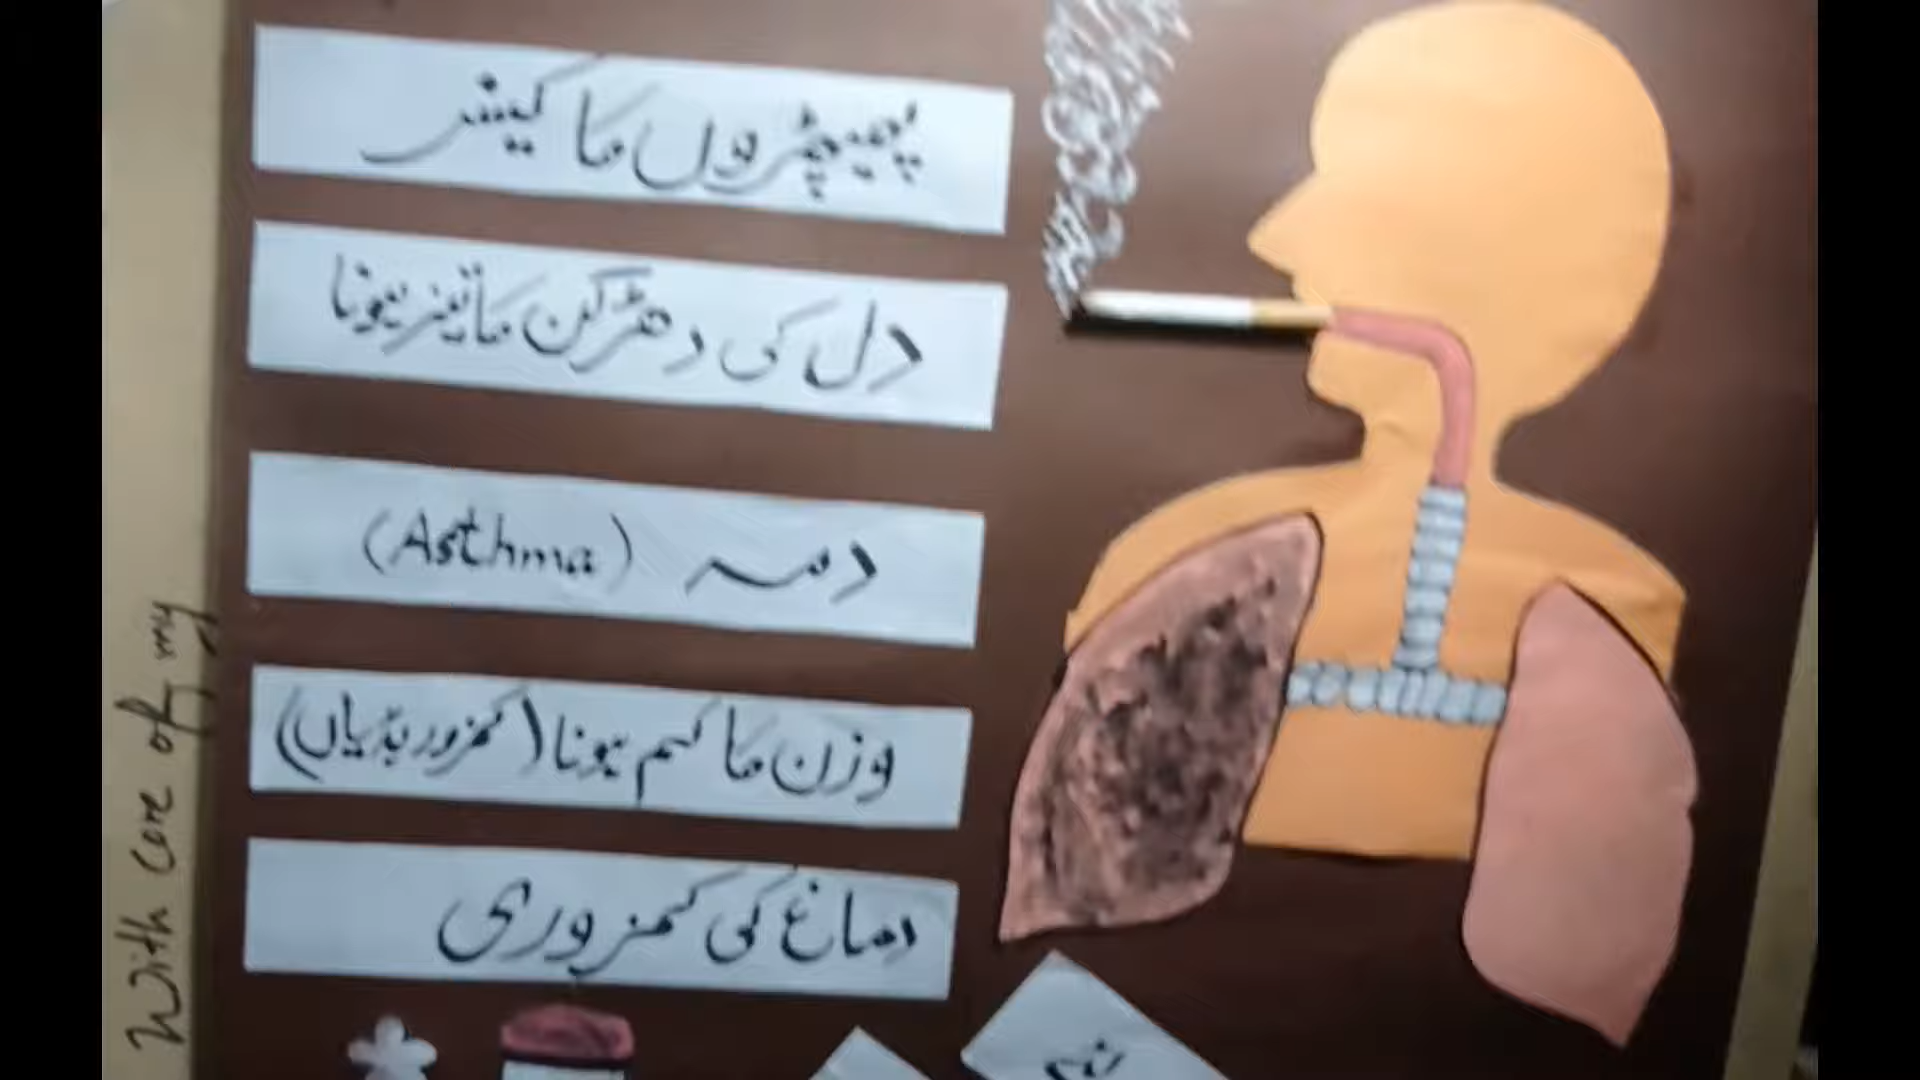 پھیپھڑوں کا کینسر
دل کی دھڑکن کا تیز ہونا
دمہ (Asthma)
وزن کا کم ہونا (کمزور ہڈیاں)
دماغ کی کمزوری
With care of my